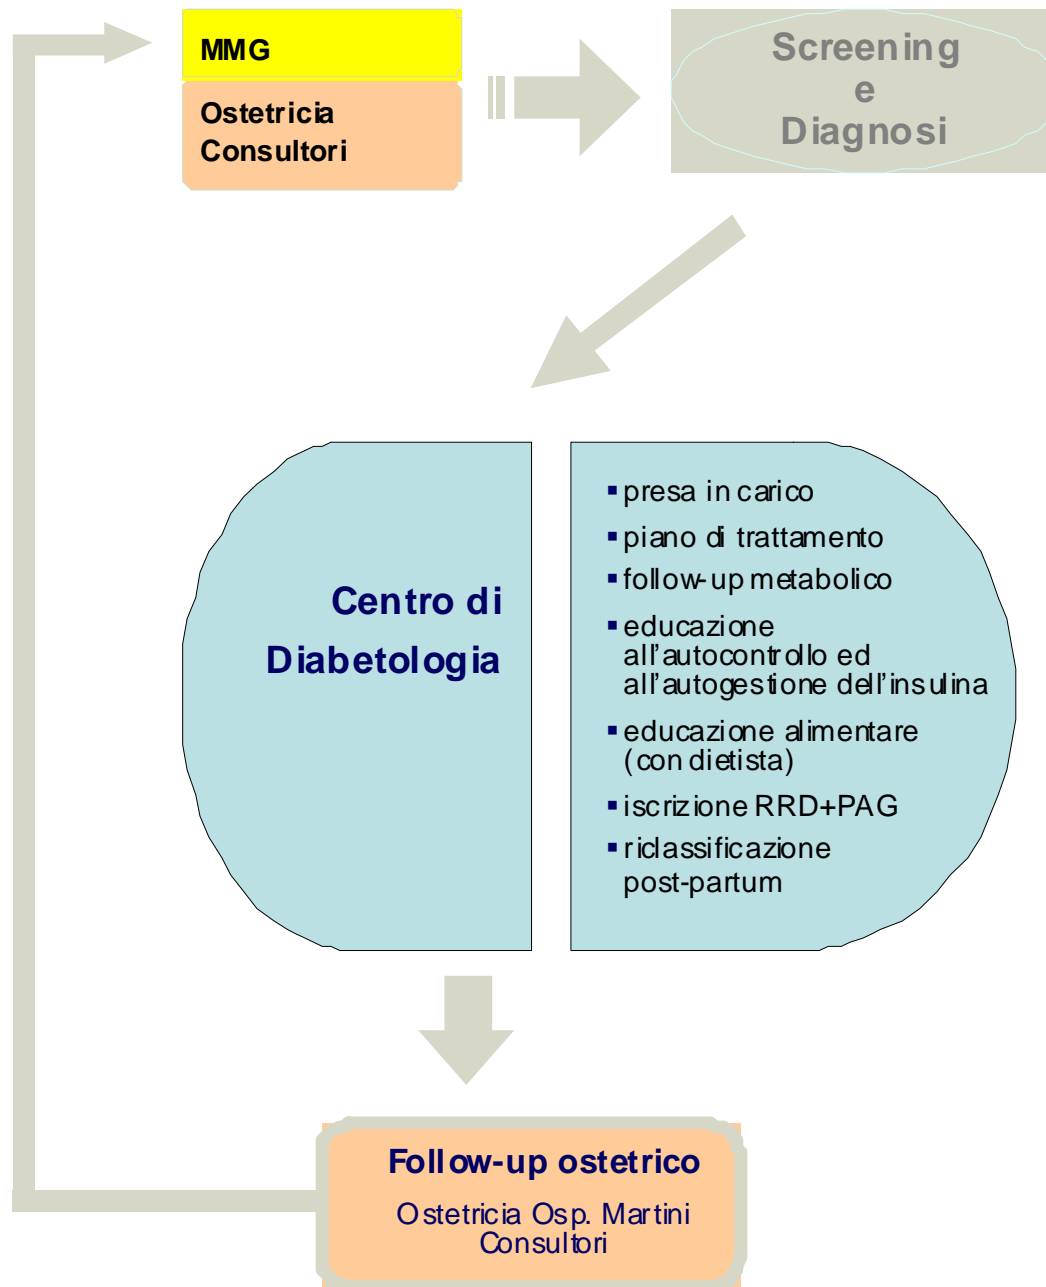 MMG
Ostetricia
Consultori
Screening
e
Diagnosi
Centro di
Diabetologia
▪ presa in carico
▪ piano di trattamento
▪ follow-up metabolico
▪ educazione
all'autocontrollo ed
all'autogestione dell'insulina
▪ educazione alimentare
(con dietista)
▪ iscrizione RRD+PAG
▪ riclassificazione
post-partum
Follow-up ostetrico
Ostetricia Osp. Martini
Consultori